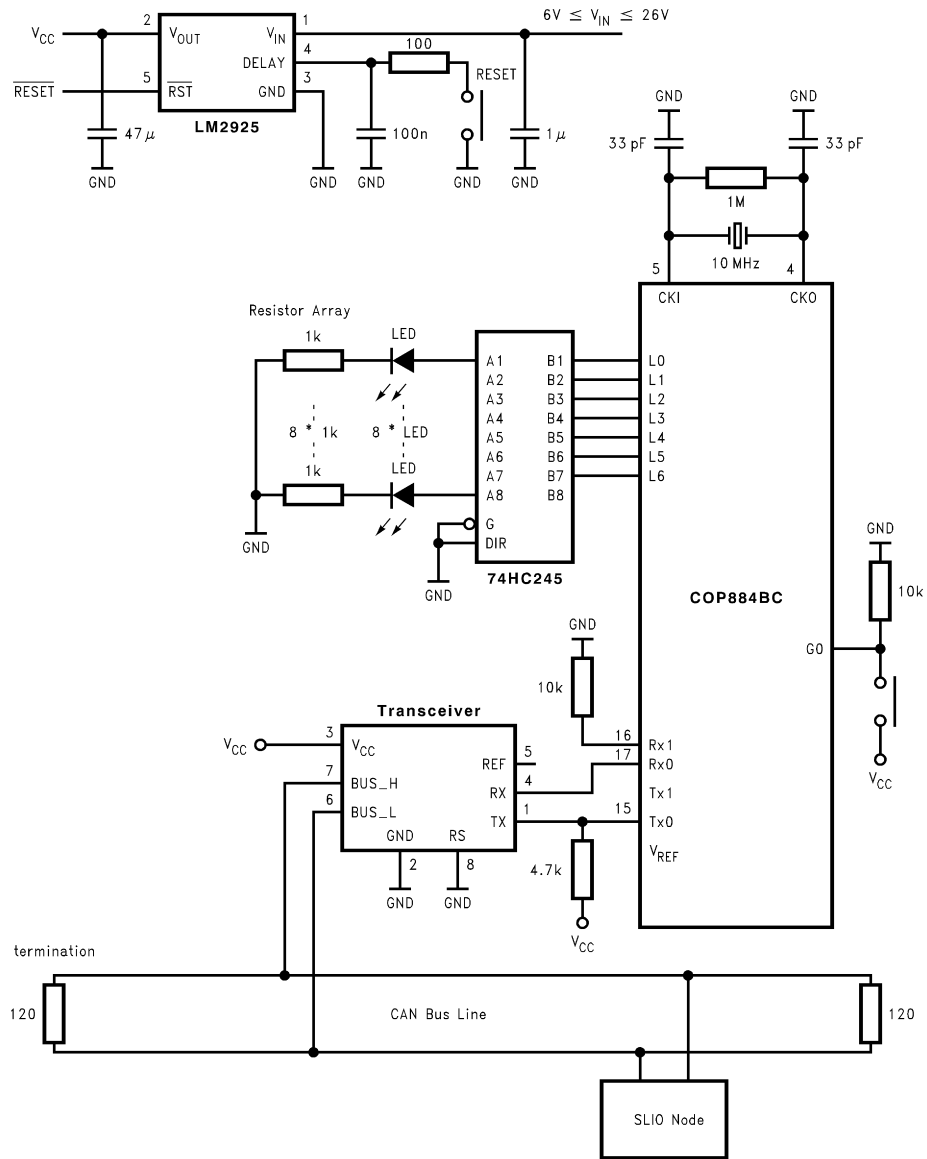 6V ≤ VIN ≤ 26V
VCC 2 VOUT VIN 1
DELAY 4 100
RESET
RESET 5 RST GND 3
LM2925
47μ 100n 1μ
GND GND GND GND GND
GND GND
33 pF 33 pF
1M
10 MHz
5 4
CKI CKO
Resistor Array
1k LED
8 * 1k 8 * LED
1k LED
GND
A1 B1 L0
A2 B2 L1
A3 B3 L2
A4 B4 L3
A5 B5 L4
A6 B6 L5
A7 B7 L6
A8 B8
G
DIR
74HC245
GND
COP884BC
GND
10k
G0
VCC
GND
10k
Transceiver
VCC 3 VCC
7 BUS_H
6 BUS_L
REF 5
RX 4
TX 1
GND RS
2 8
GND GND
16 Rx1
17 Rx0
Tx1
15 Tx0
VREF
4.7k
VCC
termination
120 CAN Bus Line 120
SLIO Node